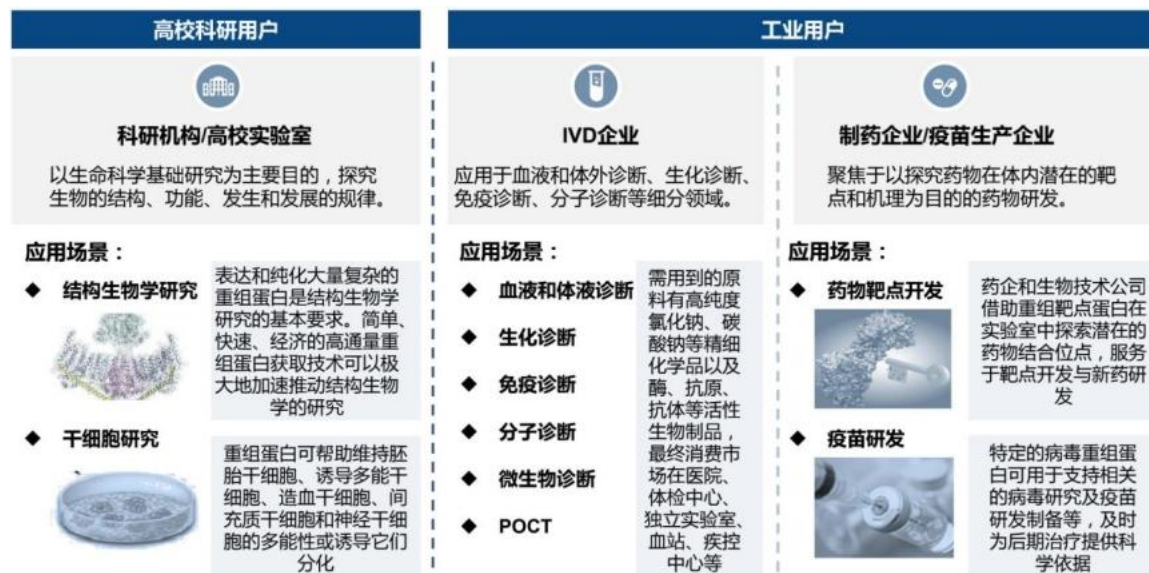 高校科研用户
科研机构/高校实验室
以生命科学基础研究为主要目的，探究
生物的结构、功能、发生和发展的规律。
应用场景：
◆ 结构生物学研究
表达和纯化大量复杂的
重组蛋白是结构生物学
研究的基本要求。简单、
快速、经济的高通量重
组蛋白获取技术可以极
大地加速推动结构生物
学的研究
◆ 干细胞研究
重组蛋白可帮助维持胚
胎干细胞、诱导多能干
细胞、造血干细胞、间
充质干细胞和神经干细
胞的多能性或诱导它们
分化
工业用户
IVD企业
应用于血液和体外诊断、生化诊断、
免疫诊断、分子诊断等细分领域。
应用场景：
◆ 血液和体液诊断
◆ 生化诊断
◆ 免疫诊断
◆ 分子诊断
◆ 微生物诊断
◆ POCT
需用到的原
料有高纯度
氯化钠、碳
酸钠等精细
化学品以及
酶、抗原、
抗体等活性
生物制品，
最终消费市
场在医院、
体检中心、
独立实验室、
血站、疾控
中心等
制药企业/疫苗生产企业
聚焦于以探究药物在体内潜在的靶
点和机理为目的的药物研发。
应用场景：
◆ 药物靶点开发
药企和生物技术公司
借助重组靶点蛋白在
实验室中探索潜在的
药物结合位点，服务
于靶点开发与新药研
发
◆ 疫苗研发
特定的病毒重组蛋
白可用于支持相关
的病毒研究及疫苗
研发制备等，及时
为后期治疗提供科
学依据